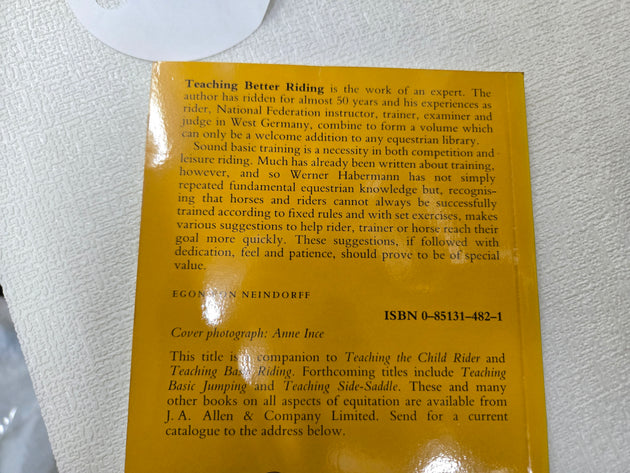 Teaching Better Riding is the work of an expert. The
author has ridden for almost 50 years and his experiences as
rider, National Federation instructor, trainer, examiner and
judge in West Germany, combine to form a volume which
can only be a welcome addition to any equestrian library.
Sound basic training is a necessity in both competition and
leisure riding. Much has already been written about training,
however, and so Werner Habermann has not simply
repeated fundamental equestrian knowledge but, recognis-
ing that horses and riders cannot always be successfully
trained according to fixed rules and with set exercises, makes
various suggestions to help rider, trainer or horse reach their
goal more quickly. These suggestions, if followed with
dedication, feel and patience, should prove to be of special
value.
EGON VON NEINDORFF
ISBN 0–85131–482–1
Cover photograph: Anne Ince
This title is a companion to Teaching the Child Rider and
Teaching Basic Riding. Forthcoming titles include Teaching
Basic Jumping and Teaching Side-Saddle. These and many
other books on all aspects of equitation are available from
J. A. Allen & Company Limited. Send for a current
catalogue to the address below.